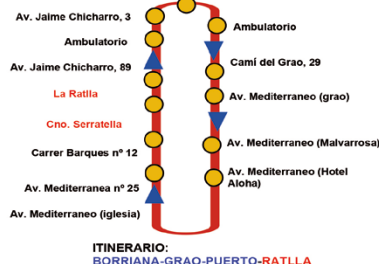 Av. Jaime Chicharro, 3
Ambulatorio
Av. Jaime Chicharro, 89
La Ratlla
Cno. Serratella
Carrer Barques nº 12
Av. Mediterranea nº 25
Av. Mediterraneo (iglesia)
Ambulatorio
Camí del Grao, 29
Av. Mediterraneo (grao)
Av. Mediterraneo (Malvarrosa)
Av. Mediterraneo (Hotel
Aloha)
ITINERARIO:
BORRIANA-GRAO-PUERTO-RATLLA